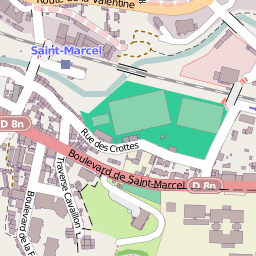 Route de la Valentine
Saint-Marcel
D 8n
Rue des Crottes
Boulevard de Saint-Marcel
D 8n
Traverse Cavaillon
Boulevard de la